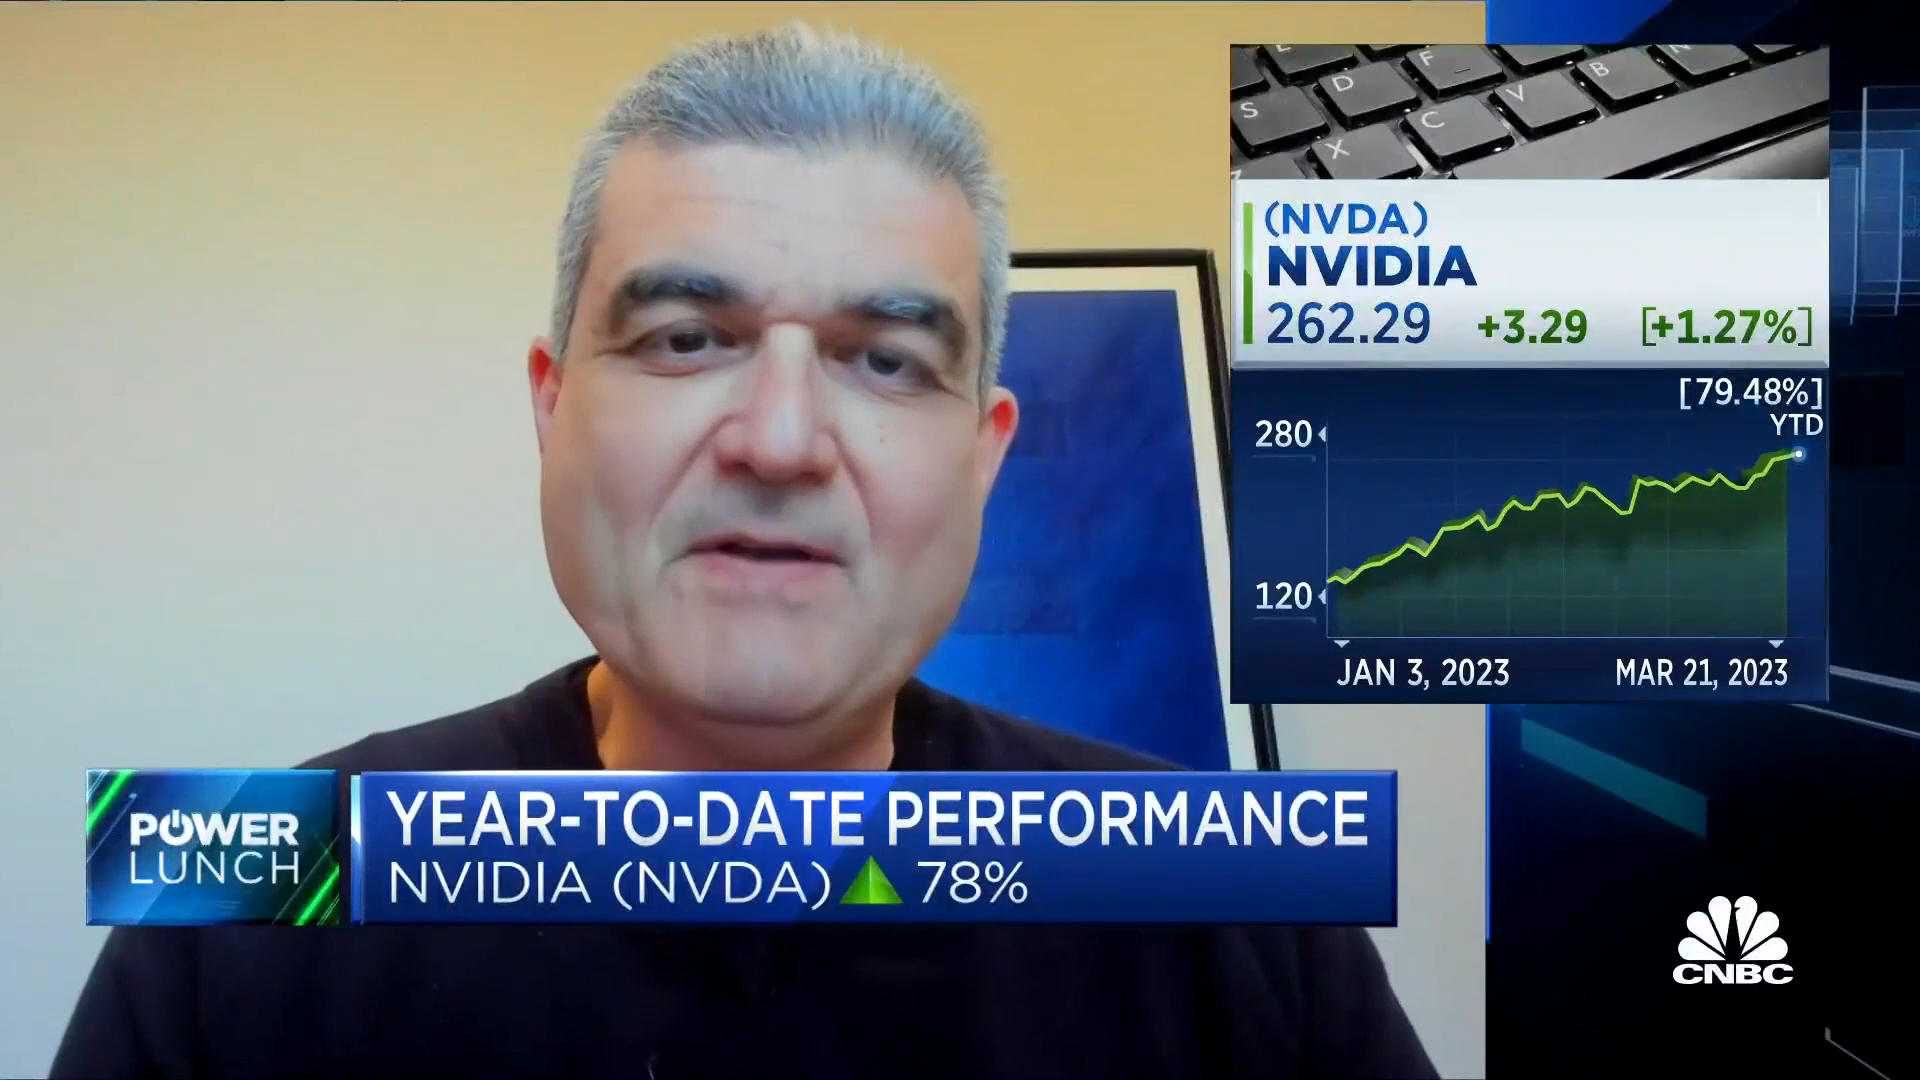 S D F C V B X
(NVDA)
NVIDIA
262.29 +3.29 [+1.27%]
[79.48%]
YTD
280
120
JAN 3, 2023 MAR 21, 2023
POWER
LUNCH
YEAR-TO-DATE PERFORMANCE
NVIDIA (NVDA) 78%
CNBC